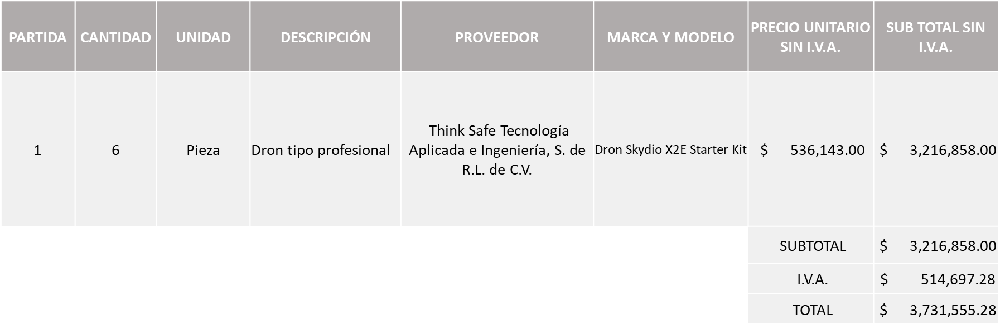 PARTIDA CANTIDAD UNIDAD DESCRIPCIÓN PROVEEDOR MARCA Y MODELO PRECIO UNITARIO SIN I.V.A. SUB TOTAL SIN I.V.A.
1 6 Pieza Dron tipo profesional Think Safe Tecnología Aplicada e Ingeniería, S. de R.L. de C.V. Dron Skydio X2E Starter Kit $ 536,143.00 $ 3,216,858.00
SUBTOTAL $ 3,216,858.00
I.V.A. $ 514,697.28
TOTAL $ 3,731,555.28